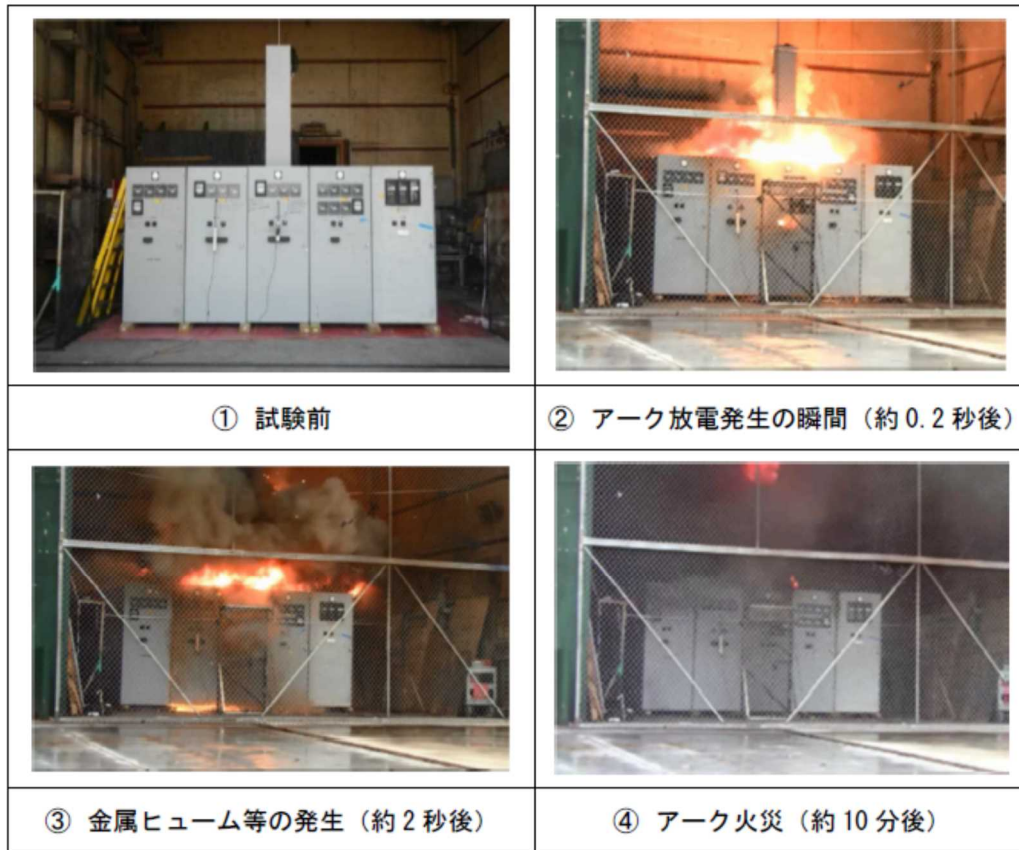 ① 試験前
② アーク放電発生の瞬間（約0.2秒後）
③ 金属ヒューム等の発生（約2秒後）
④ アーク火災（約10分後）